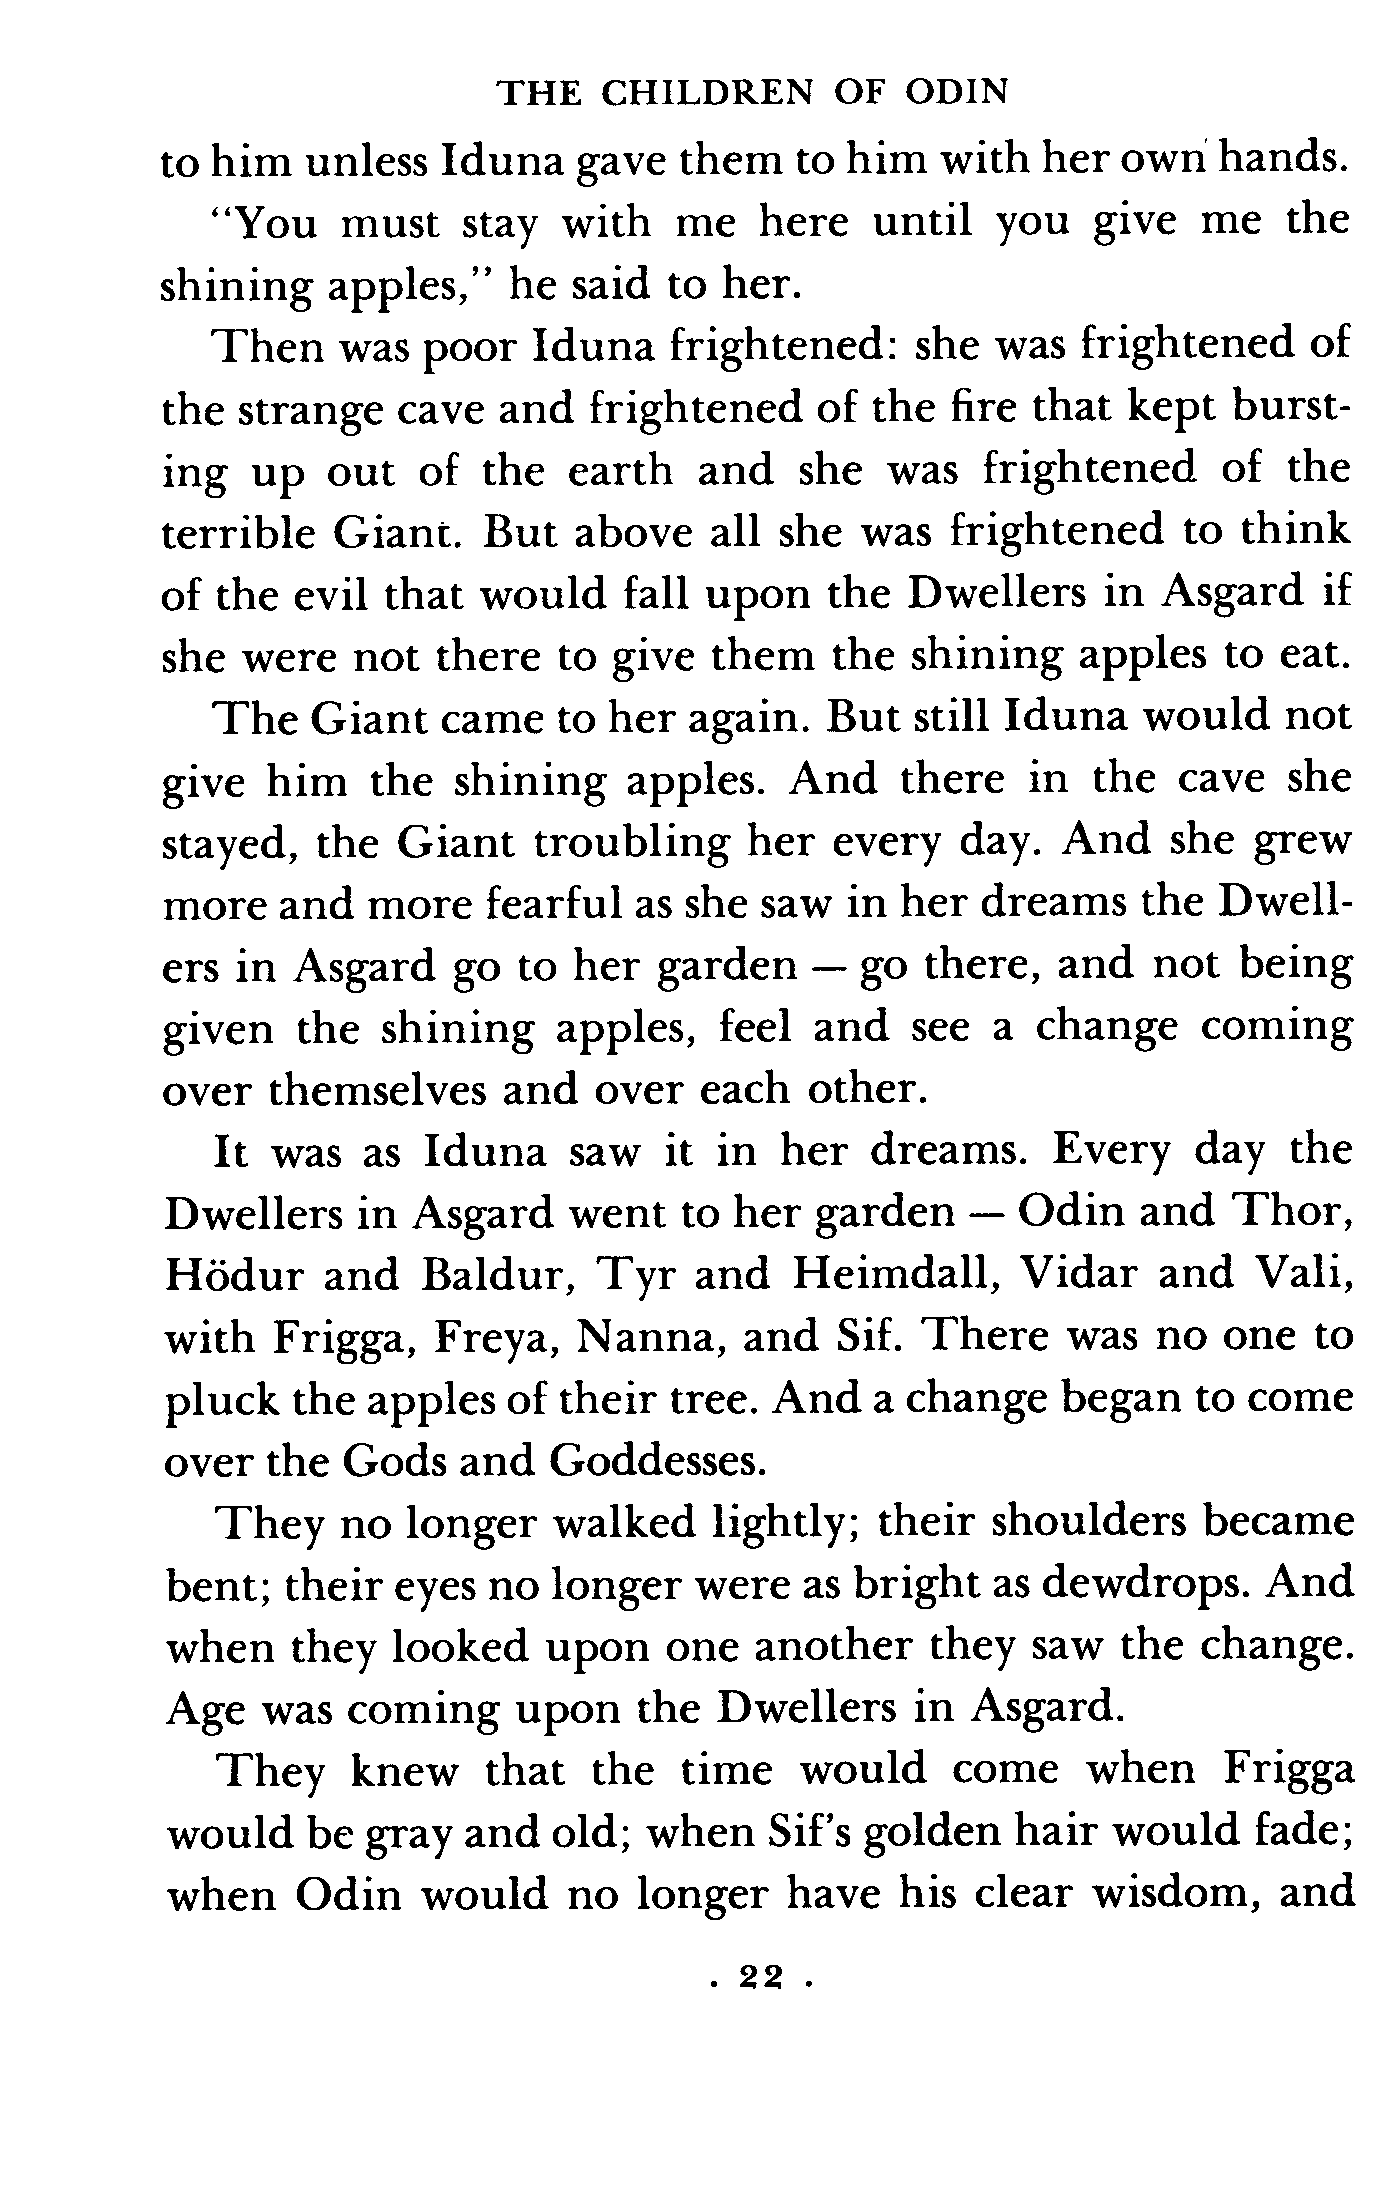 THE CHILDREN OF ODIN
to him unless Iduna gave them to him with her own hands.
“You must stay with me here until you give me the
shining apples,” he said to her.
Then was poor Iduna frightened: she was frightened of
the strange cave and frightened of the fire that kept burst-
ing up out of the earth and she was frightened of the
terrible Giant. But above all she was frightened to think
of the evil that would fall upon the Dwellers in Asgard if
she were not there to give them the shining apples to eat.
The Giant came to her again. But still Iduna would not
give him the shining apples. And there in the cave she
stayed, the Giant troubling her every day. And she grew
more and more fearful as she saw in her dreams the Dwell-
ers in Asgard go to her garden — go there, and not being
given the shining apples, feel and see a change coming
over themselves and over each other.
It was as Iduna saw it in her dreams. Every day the
Dwellers in Asgard went to her garden — Odin and Thor,
Hödur and Baldur, Tyr and Heimdall, Vidar and Vali,
with Frigga, Freya, Nanna, and Sif. There was no one to
pluck the apples of their tree. And a change began to come
over the Gods and Goddesses.
They no longer walked lightly; their shoulders became
bent; their eyes no longer were as bright as dewdrops. And
when they looked upon one another they saw the change.
Age was coming upon the Dwellers in Asgard.
They knew that the time would come when Frigga
would be gray and old; when Sif’s golden hair would fade;
when Odin would no longer have his clear wisdom, and
. 22 .